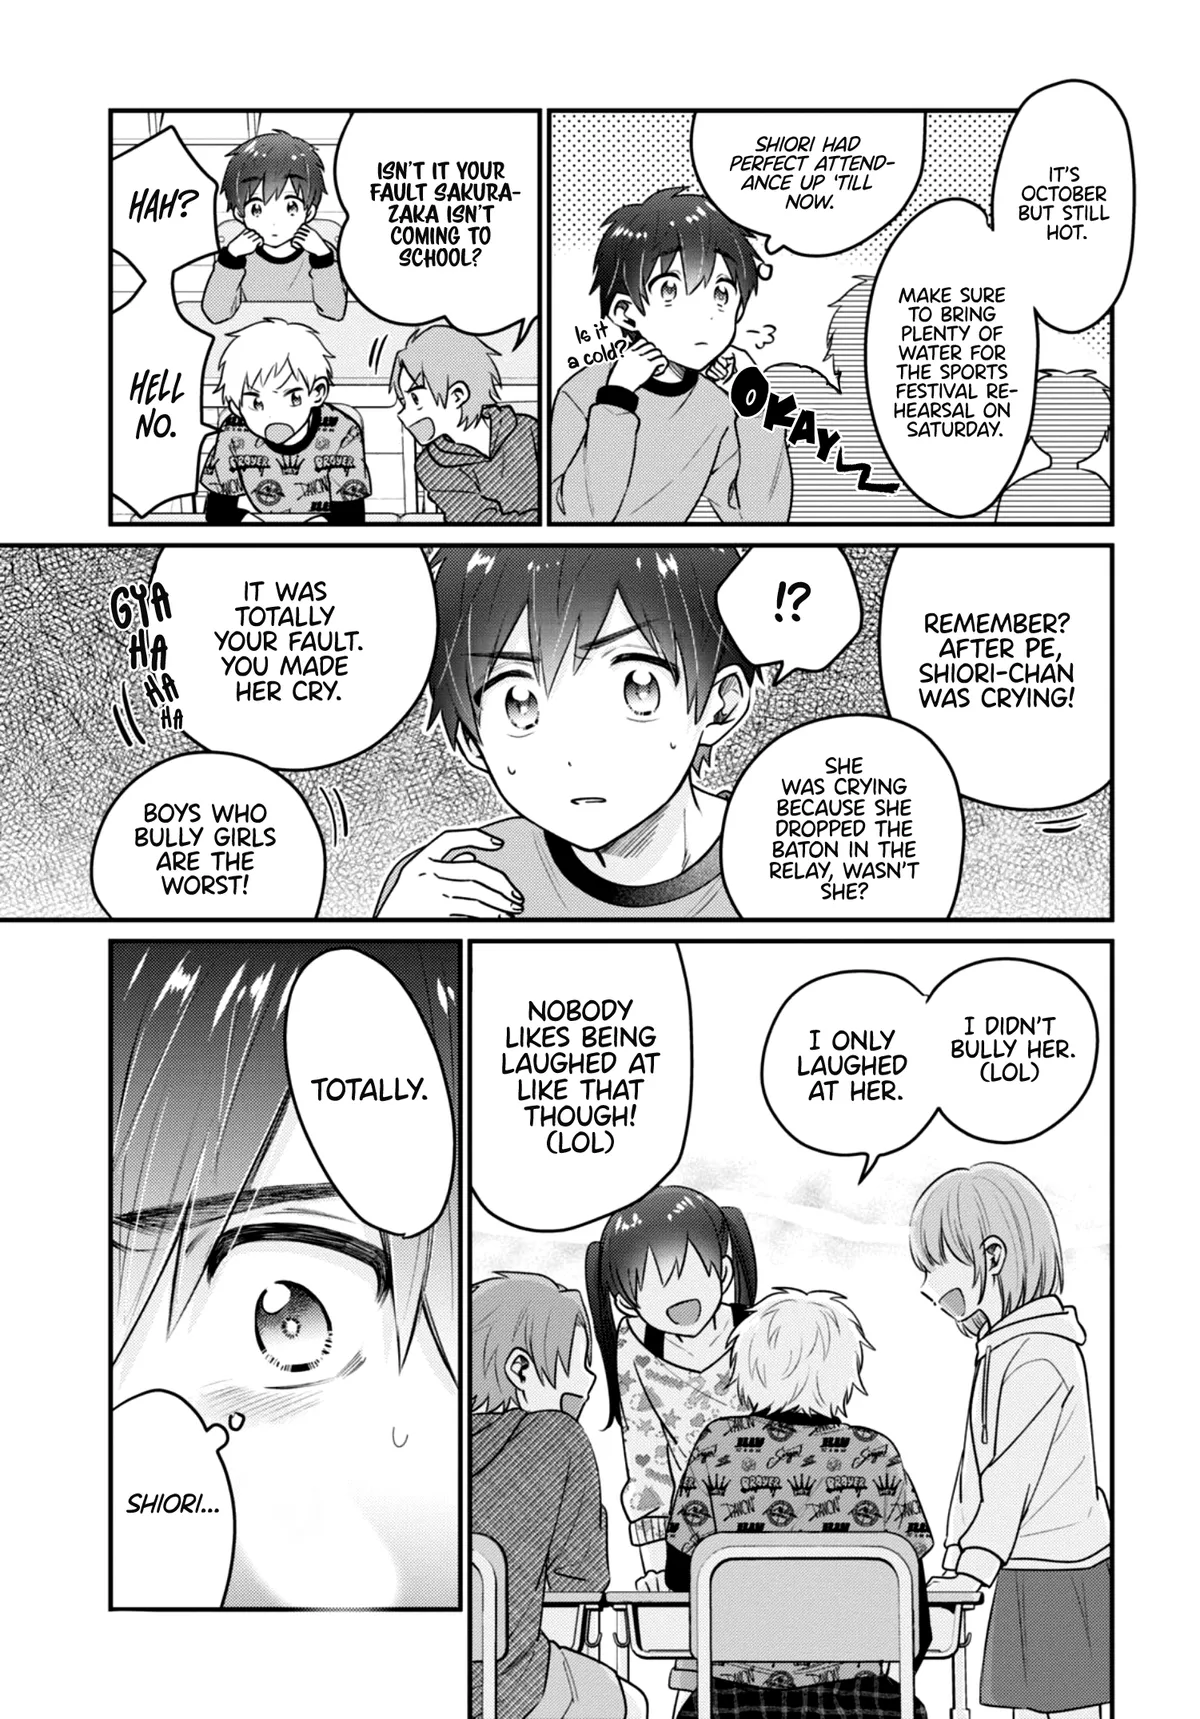 IT'S
OCTOBER
BUT STILL
HOT.
MAKE SURE
TO BRING
PLENTY OF
WATER FOR
THE SPORTS
FESTIVAL RE-
HEARSAL ON
SATURDAY.
OKAY
SHIORI HAD
PERFECT ATTEND-
ANCE UP 'TILL
NOW.
Is it
a cold?
ISN'T IT YOUR
FAULT SAKURA-
ZAKA ISN'T
COMING TO
SCHOOL?
HAH?
HELL
NO.
REMEMBER?
AFTER PE,
SHIORI-CHAN
WAS CRYING!
!?
SHE
WAS CRYING
BECAUSE SHE
DROPPED THE
BATON IN THE
RELAY, WASN'T
SHE?
IT WAS
TOTALLY
YOUR FAULT.
YOU MADE
HER CRY.
GYA
HA
HA
HA
BOYS WHO
BULLY GIRLS
ARE THE
WORST!
I DIDN'T
BULLY HER.
(LOL)
I ONLY
LAUGHED
AT HER.
NOBODY
LIKES BEING
LAUGHED AT
LIKE THAT
THOUGH!
(LOL)
TOTALLY.
SHIORI...